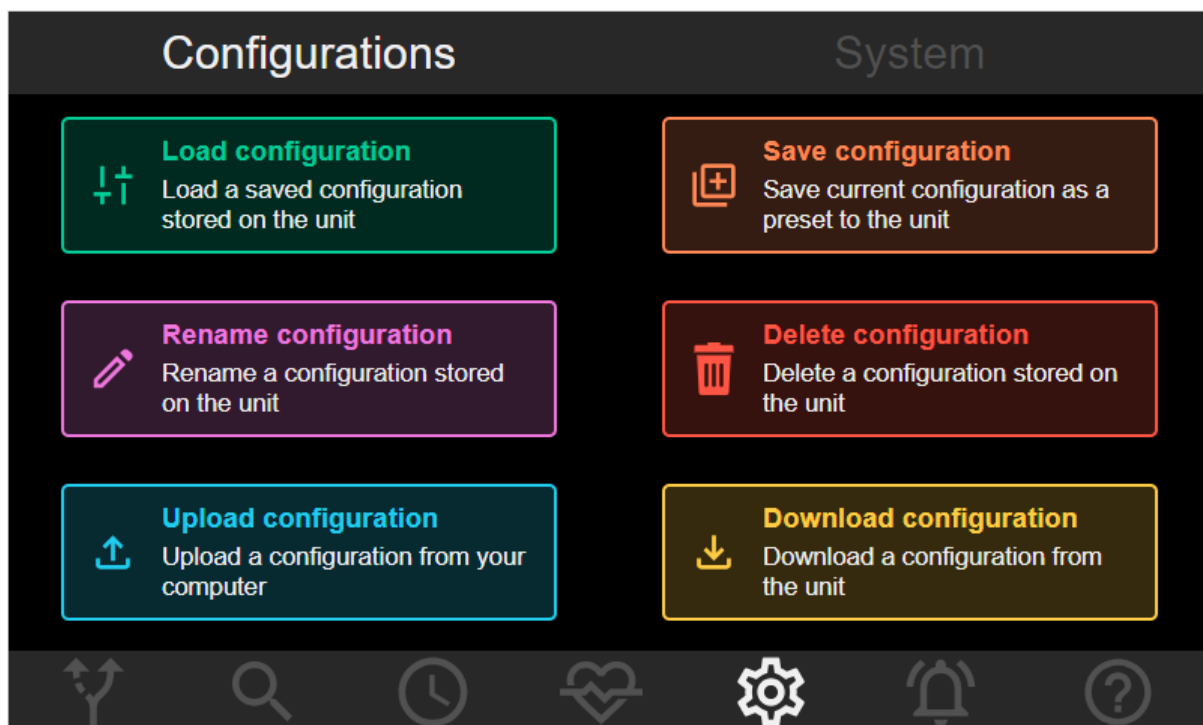 Configurations
System
Load configuration
Load a saved configuration
stored on the unit
Save configuration
Save current configuration as a
preset to the unit
Rename configuration
Rename a configuration stored
on the unit
Delete configuration
Delete a configuration stored on
the unit
Upload configuration
Upload a configuration from your
computer
Download configuration
Download a configuration from
the unit